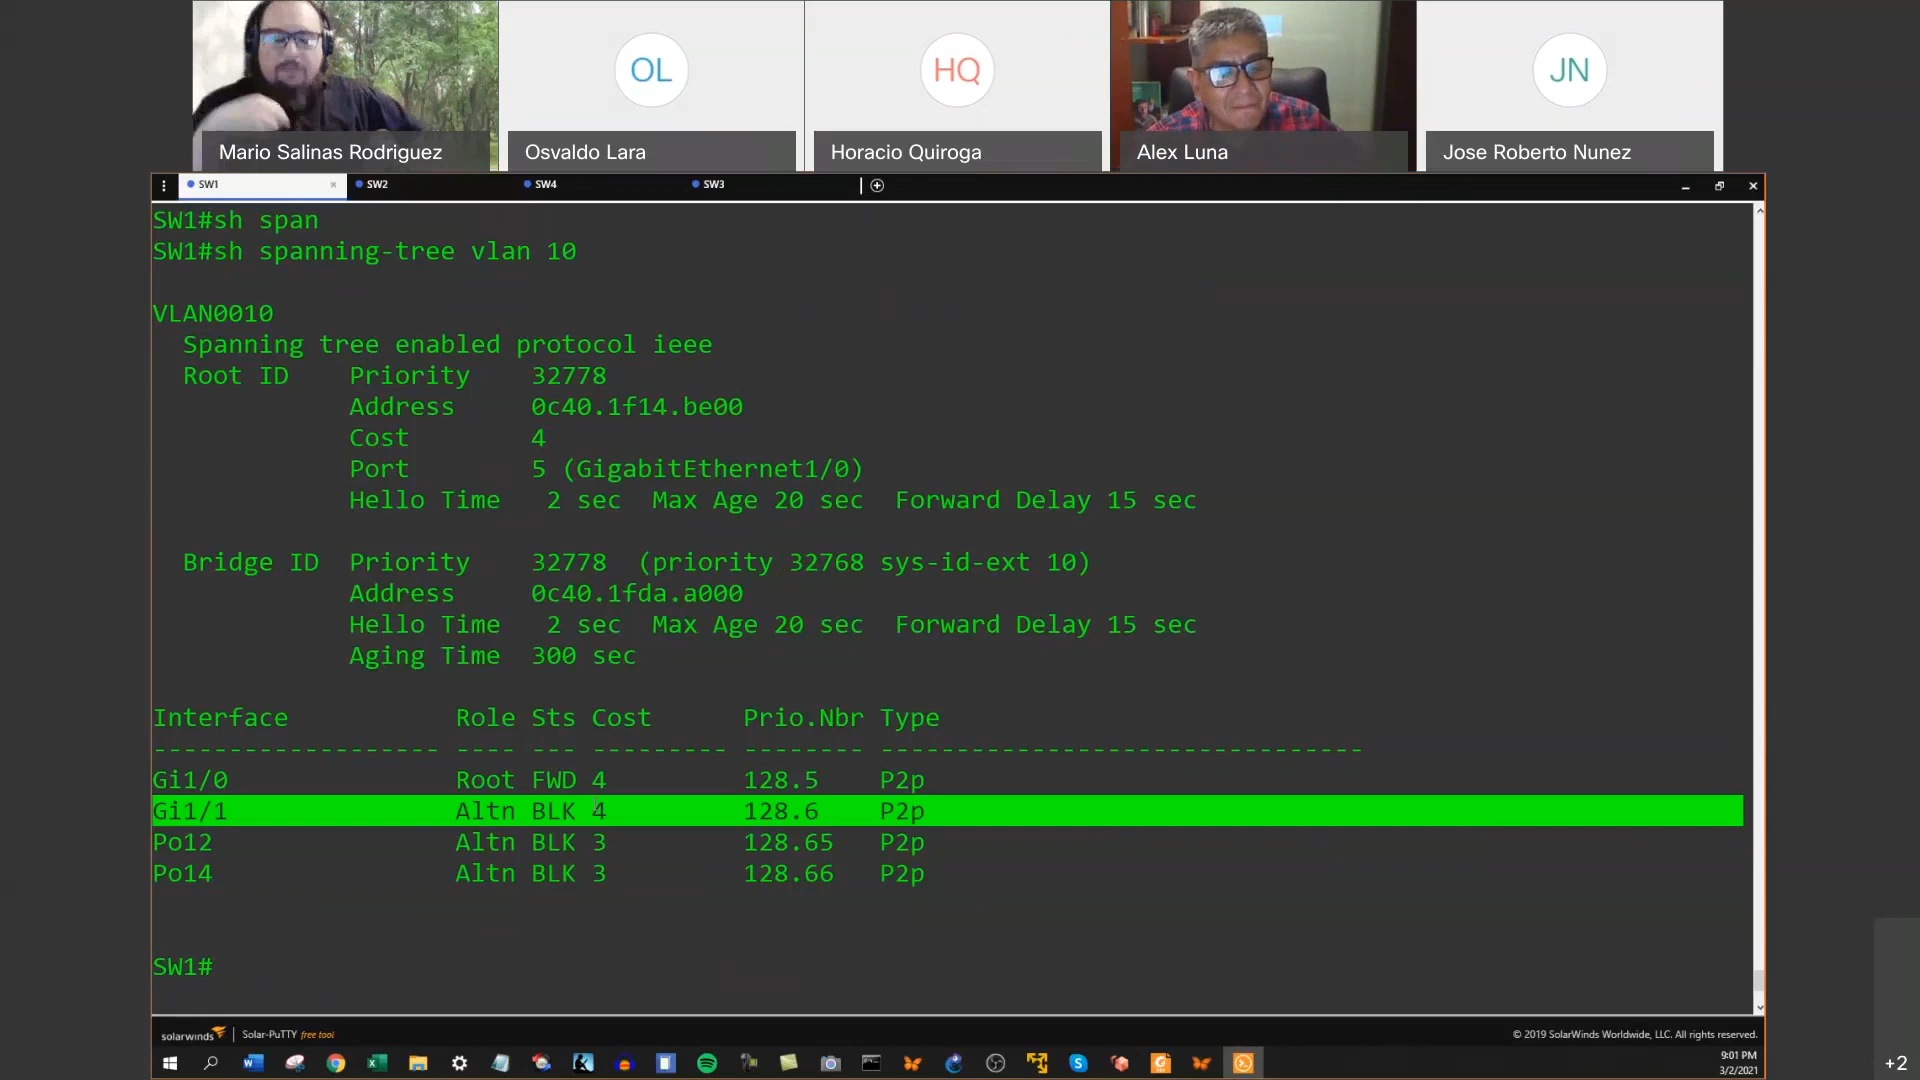 OL
HQ
JN
Mario Salinas Rodriguez
Osvaldo Lara
Horacio Quiroga
Alex Luna
Jose Roberto Nunez
SW1
SW2
SW4
SW3
SW1#sh span
SW1#sh spanning-tree vlan 10
VLAN0010
Spanning tree enabled protocol ieee
Root ID Priority 32778
Address 0c40.1f14.be00
Cost 4
Port 5 (GigabitEthernet1/0)
Hello Time 2 sec Max Age 20 sec Forward Delay 15 sec
Bridge ID Priority 32778 (priority 32768 sys-id-ext 10)
Address 0c40.1fda.a000
Hello Time 2 sec Max Age 20 sec Forward Delay 15 sec
Aging Time 300 sec
Interface Role Sts Cost Prio.Nbr Type
------------------- ---- --- --------- -------- --------------------------------
Gi1/0 Root FWD 4 128.5 P2p
Gi1/1 Altn BLK 4 128.6 P2p
Po12 Altn BLK 3 128.65 P2p
Po14 Altn BLK 3 128.66 P2p
SW1#
solarwinds Solar-PuTTY free tool
© 2019 SolarWinds Worldwide, LLC. All rights reserved.
9:01 PM
3/2/2021
+2